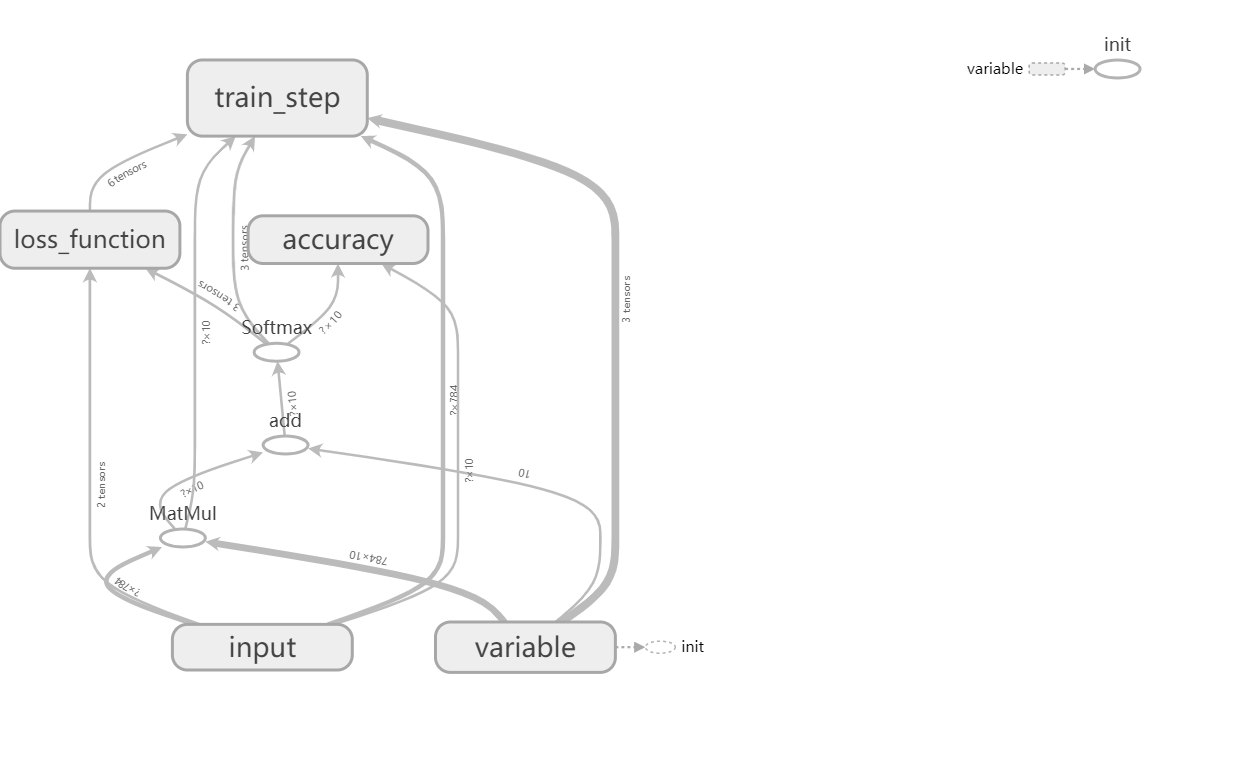 init
variable
train_step
6 tensors
loss_function
3 tensors
accuracy
3 tensors
3 tensors
?×10
?×10
Softmax
?×10
?×784
add
?×10
10
2 tensors
?×10
MatMul
784×10
?×784
input
variable
init